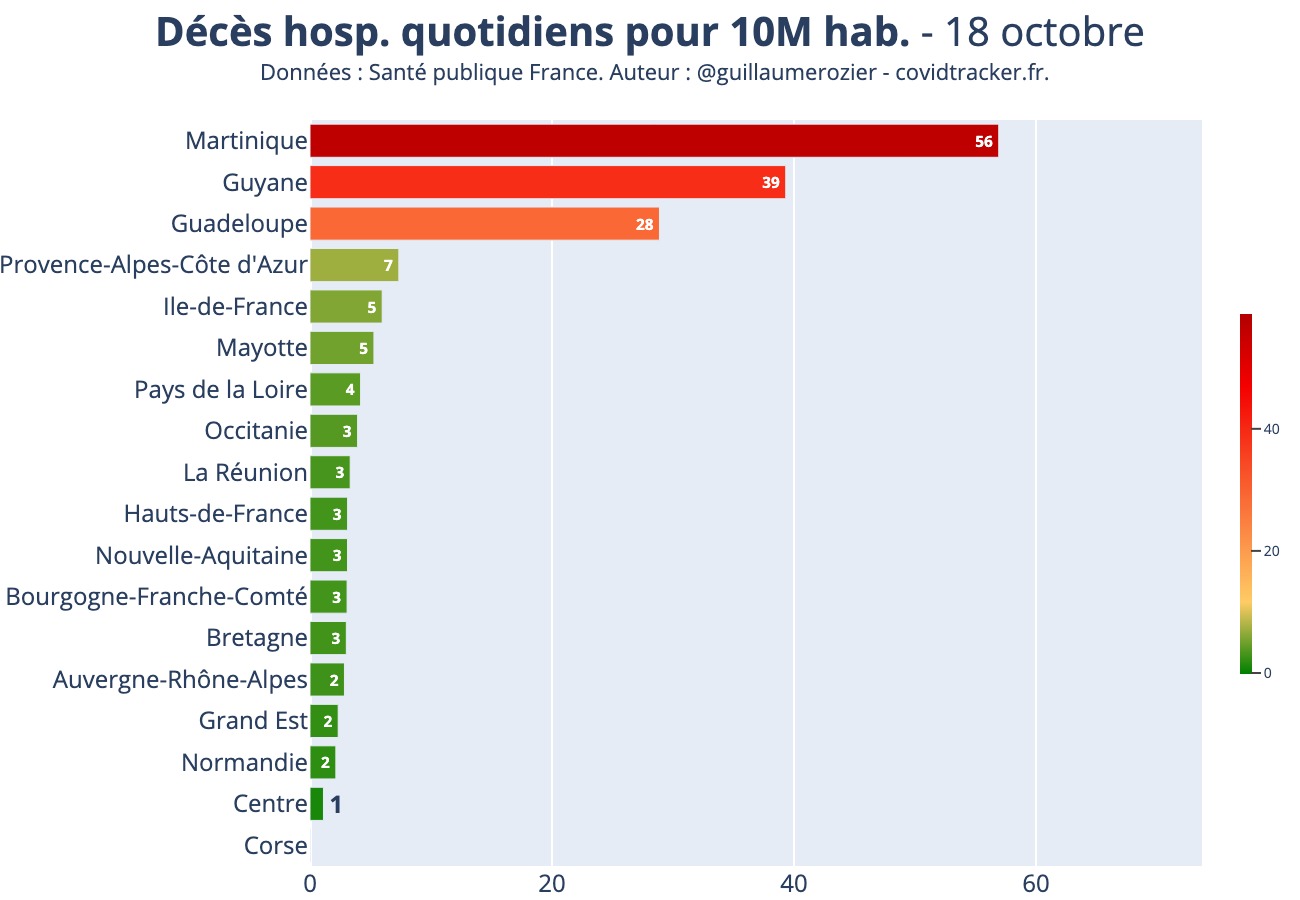 Décès hosp. quotidiens pour 10M hab. - 18 octobre
Données : Santé publique France. Auteur : @guillaumerozier - covidtracker.fr.
Martinique 56
Guyane 39
Guadeloupe 28
Provence-Alpes-Côte d'Azur 7
Ile-de-France 5
Mayotte 5
Pays de la Loire 4
Occitanie 3
La Réunion 3
Hauts-de-France 3
Nouvelle-Aquitaine 3
Bourgogne-Franche-Comté 3
Bretagne 3
Auvergne-Rhône-Alpes 2
Grand Est 2
Normandie 2
Centre 1
Corse
0 20 40 60
40
20
0